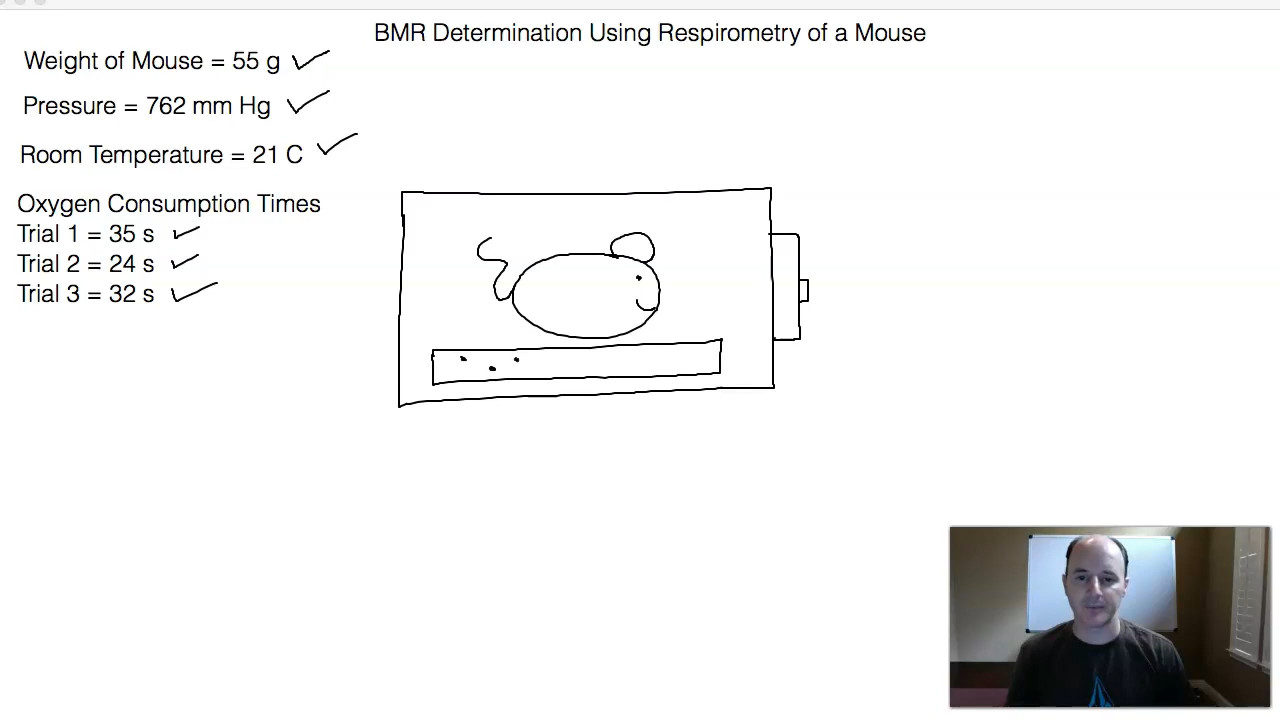 BMR Determination Using Respirometry of a Mouse
Weight of Mouse = 55 g
Pressure = 762 mm Hg
Room Temperature = 21 C
Oxygen Consumption Times
Trial 1 = 35 s
Trial 2 = 24 s
Trial 3 = 32 s